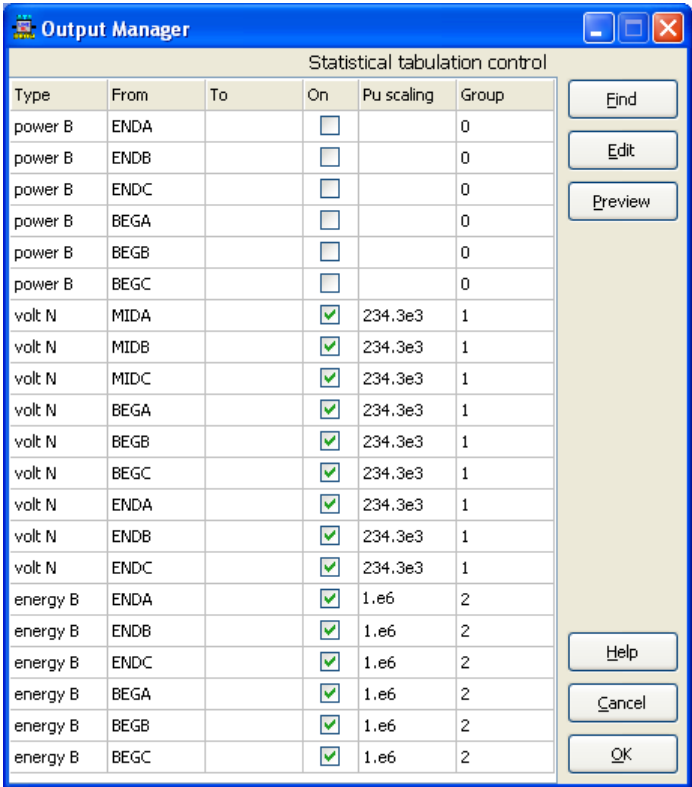 Output Manager
Statistical tabulation control
Type From To On Pu scaling Group
power B ENDA 0
power B ENDB 0
power B ENDC 0
power B BEGA 0
power B BEGB 0
power B BEGC 0
volt N MIDA 234.3e3 1
volt N MIDB 234.3e3 1
volt N MIDC 234.3e3 1
volt N BEGA 234.3e3 1
volt N BEGB 234.3e3 1
volt N BEGC 234.3e3 1
volt N ENDA 234.3e3 1
volt N ENDB 234.3e3 1
volt N ENDC 234.3e3 1
energy B ENDA 1.e6 2
energy B ENDB 1.e6 2
energy B ENDC 1.e6 2
energy B BEGA 1.e6 2
energy B BEGB 1.e6 2
energy B BEGC 1.e6 2
Find
Edit
Preview
Help
Cancel
OK